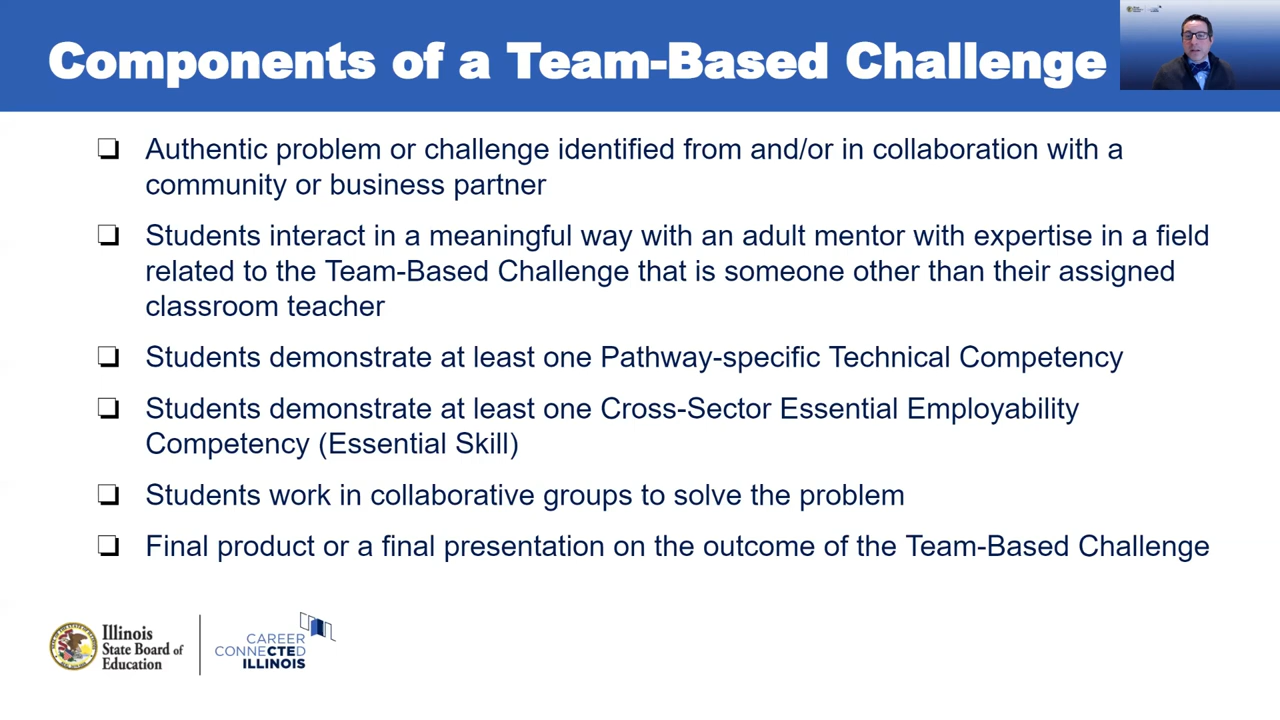 Components of a Team-Based Challenge
❏ Authentic problem or challenge identified from and/or in collaboration with a
community or business partner
❏ Students interact in a meaningful way with an adult mentor with expertise in a field
related to the Team-Based Challenge that is someone other than their assigned
classroom teacher
❏ Students demonstrate at least one Pathway-specific Technical Competency
❏ Students demonstrate at least one Cross-Sector Essential Employability
Competency (Essential Skill)
❏ Students work in collaborative groups to solve the problem
❏ Final product or a final presentation on the outcome of the Team-Based Challenge
Illinois
State Board of
Education
CAREER
CONNECTED
ILLINOIS